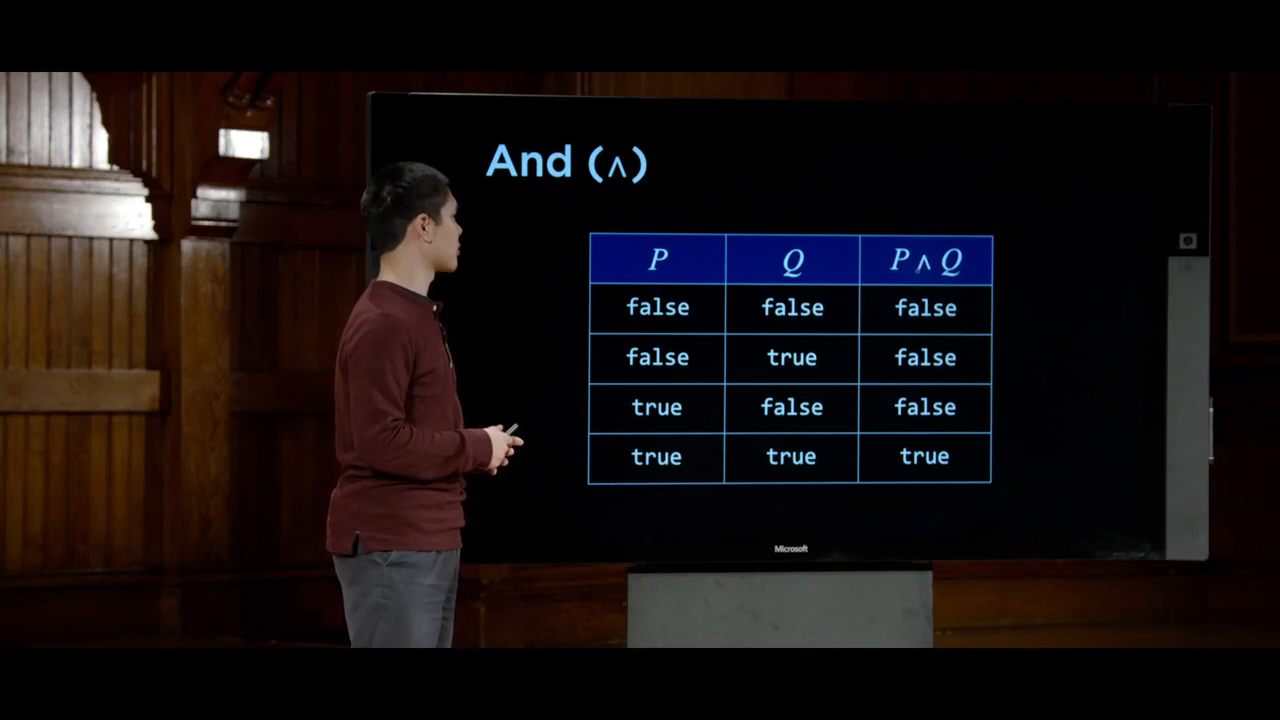 And (∧)
P Q P ∧ Q
false false false
false true false
true false false
true true true
Microsoft